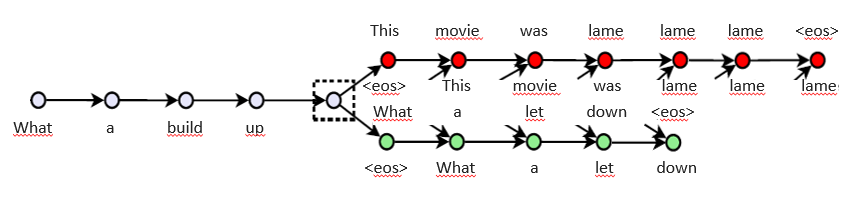 This movie was lame lame lame <eos>
<eos> This movie was lame lame lame
What a let down <eos>
What a build up
<eos> What a let down